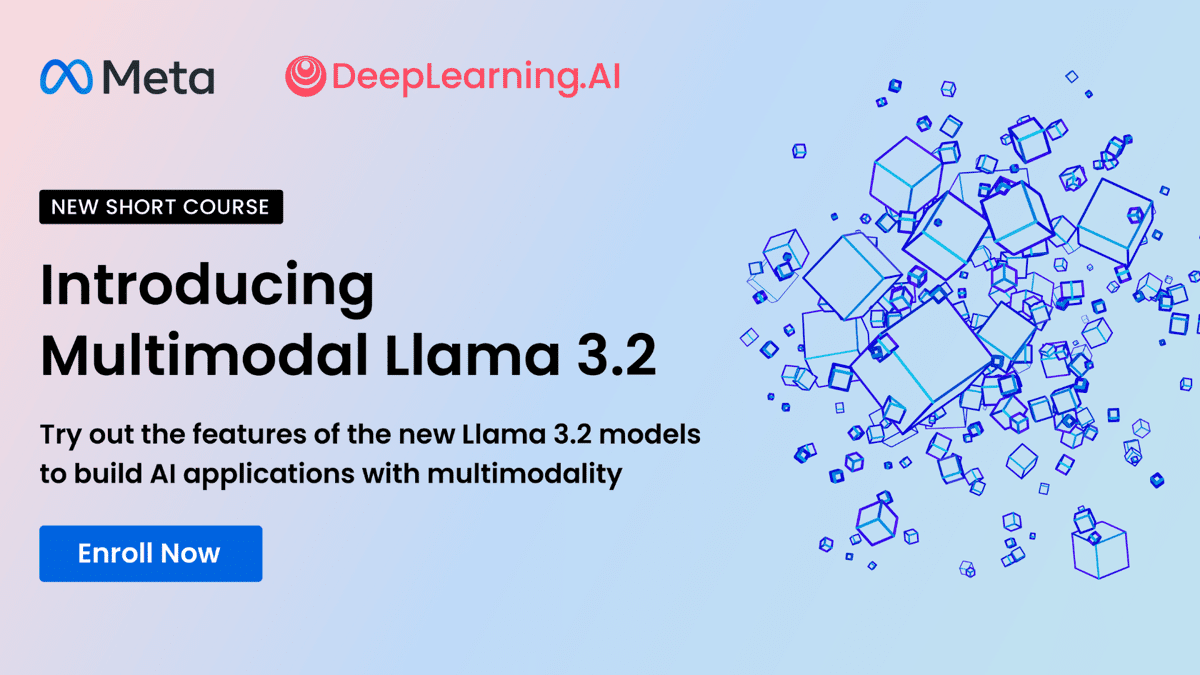 Meta
DeepLearning.AI
NEW SHORT COURSE
Introducing
Multimodal Llama 3.2
Try out the features of the new Llama 3.2 models
to build AI applications with multimodality
Enroll Now